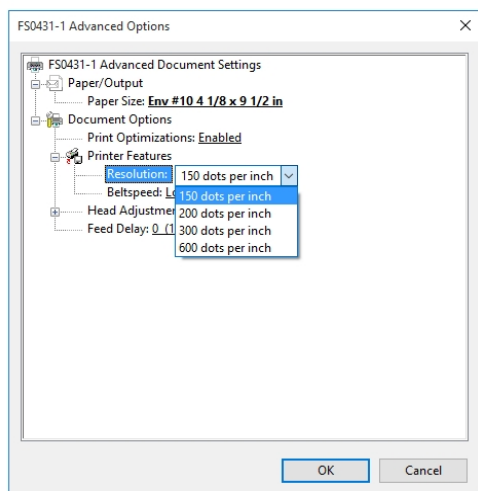 FS0431-1 Advanced Options
FS0431-1 Advanced Document Settings
Paper/Output
Paper Size: Env #10 4 1/8 x 9 1/2 in
Document Options
Print Optimizations: Enabled
Printer Features
Resolution: 150 dots per inch
Beltspeed:
150 dots per inch
Head
200 dots per inch
Feed Delay: 0
300 dots per inch
600 dots per inch
OK Cancel